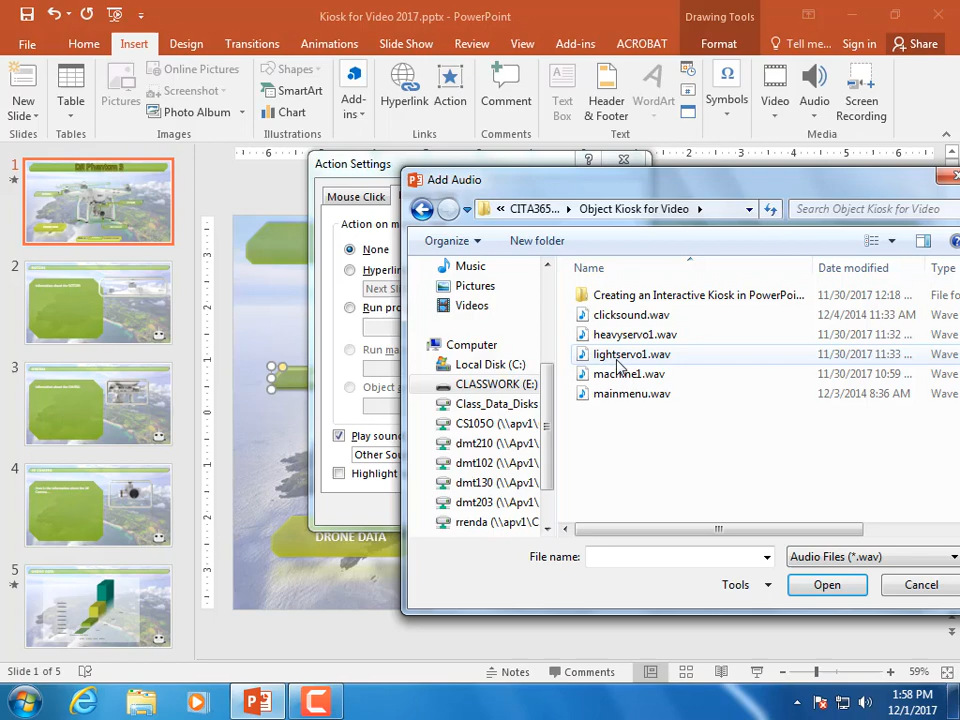 Kiosk for Video 2017.pptx - PowerPoint
Drawing Tools
File Home Insert Design Transitions Animations Slide Show Review View Add-ins ACROBAT Format Tell me... Sign in Share
New Slide
Table
Pictures
Online Pictures
Screenshot
Photo Album
Shapes
SmartArt
Chart
Add-ins
Hyperlink
Action
Comment
Text Box
Header & Footer
WordArt
Symbols
Video
Audio
Screen Recording
Slides Tables Images Illustrations Links Comments Text Media
1
2
3
4
5
DJI Phantom 3
DRONE DATA
Action Settings
Mouse Click
Action on m
None
Hyperlin
Next Sli
Run pro
Run ma
Object a
Play soun
Other Sou
Highlight
Add Audio
« CITA365... Object Kiosk for Video
Search Object Kiosk for Video
Organize New folder
Music
Pictures
Videos
Computer
Local Disk (C:)
CLASSWORK (E:)
Class_Data_Disks
CS105O (\\apv1\
dmt210 (\\Apv1\
dmt102 (\\Apv1\
dmt130 (\\Apv1\
dmt203 (\\Apv1\
rrenda (\\apv1\C
Name Date modified Type
Creating an Interactive Kiosk in PowerPoi... 11/30/2017 12:18 ... File fo
clicksound.wav 12/4/2014 11:33 AM Wave
heavyservo1.wav 11/30/2017 11:32 ... Wave
lightservo1.wav 11/30/2017 11:33 ... Wave
machine1.wav 11/30/2017 10:59 ... Wave
mainmenu.wav 12/3/2014 8:36 AM Wave
File name:
Audio Files (*.wav)
Tools Open Cancel
Slide 1 of 5
Notes Comments
59%
1:58 PM
12/1/2017